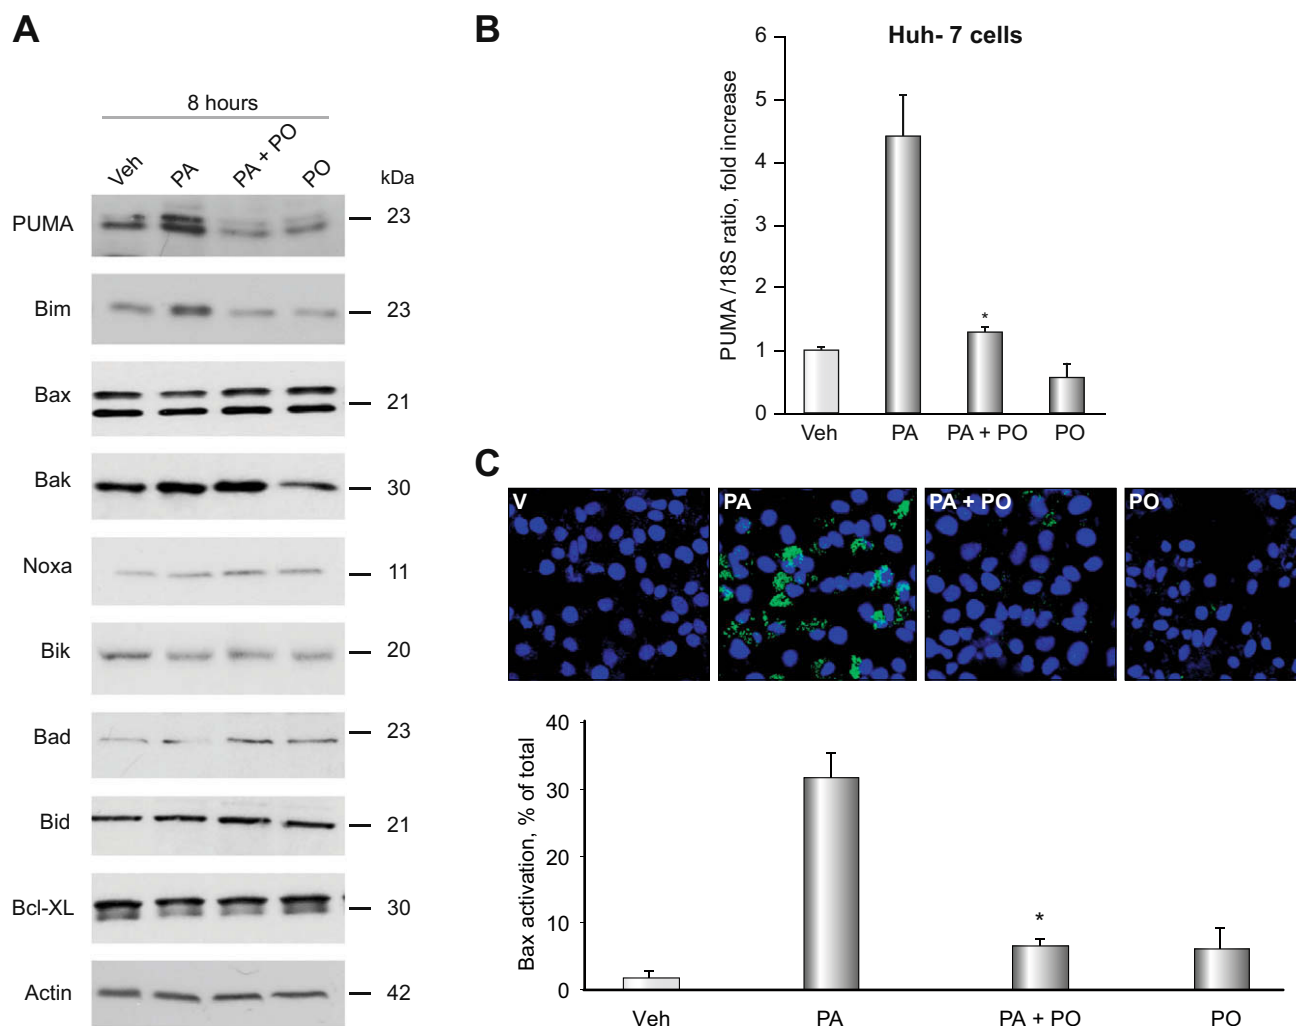 A
8 hours
Veh PA PA + PO PO
kDa
PUMA 23
Bim 23
Bax 21
Bak 30
Noxa 11
Bik 20
Bad 23
Bid 21
Bcl-XL 30
Actin 42
B
Huh- 7 cells
PUMA /18S ratio, fold increase
6
5
4
3
2
1
0
*
Veh PA PA + PO PO
C
V PA PA + PO PO
Bax activation, % of total
40
30
20
10
0
*
Veh PA PA + PO PO